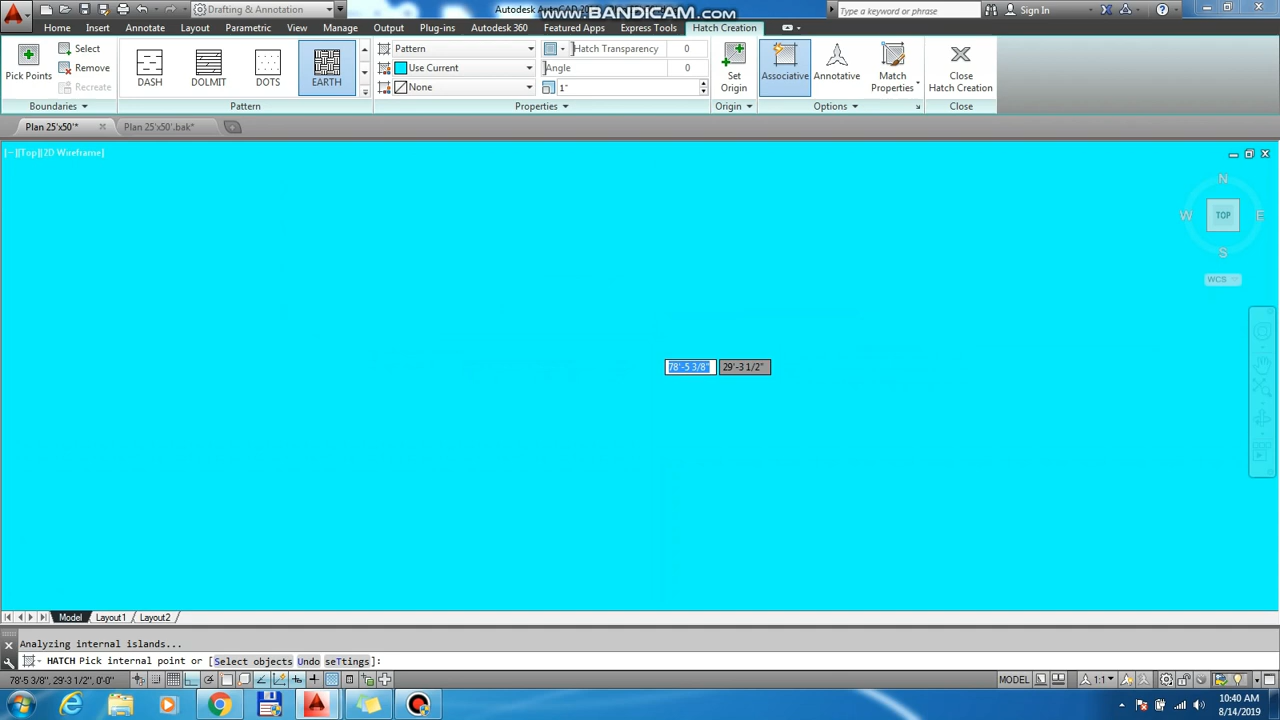 Drafting & Annotation
Autodesk AutoCAD 20
www.BANDICAM.com
Type a keyword or phrase
Sign In
Home Insert Annotate Layout Parametric View Manage Output Plug-ins Autodesk 360 Featured Apps Express Tools Hatch Creation
Pick Points
Select
Remove
Recreate
Boundaries
DASH DOLMIT DOTS EARTH
Pattern
Pattern
Use Current
None
Hatch Transparency 0
Angle 0
1"
Properties
Set Origin
Origin
Associative
Annotative
Match Properties
Options
Close Hatch Creation
Close
Plan 25'x50'*
Plan 25'x50'.bak*
[−][Top][2D Wireframe]
N
W TOP E
S
WCS
78'-5 3/8" 29'-3 1/2"
Model Layout1 Layout2
Analyzing internal islands...
HATCH Pick internal point or [Select objects Undo seTtings]:
78'-5 3/8", 29'-3 1/2", 0'-0"
MODEL
1:1
10:40 AM
8/14/2019